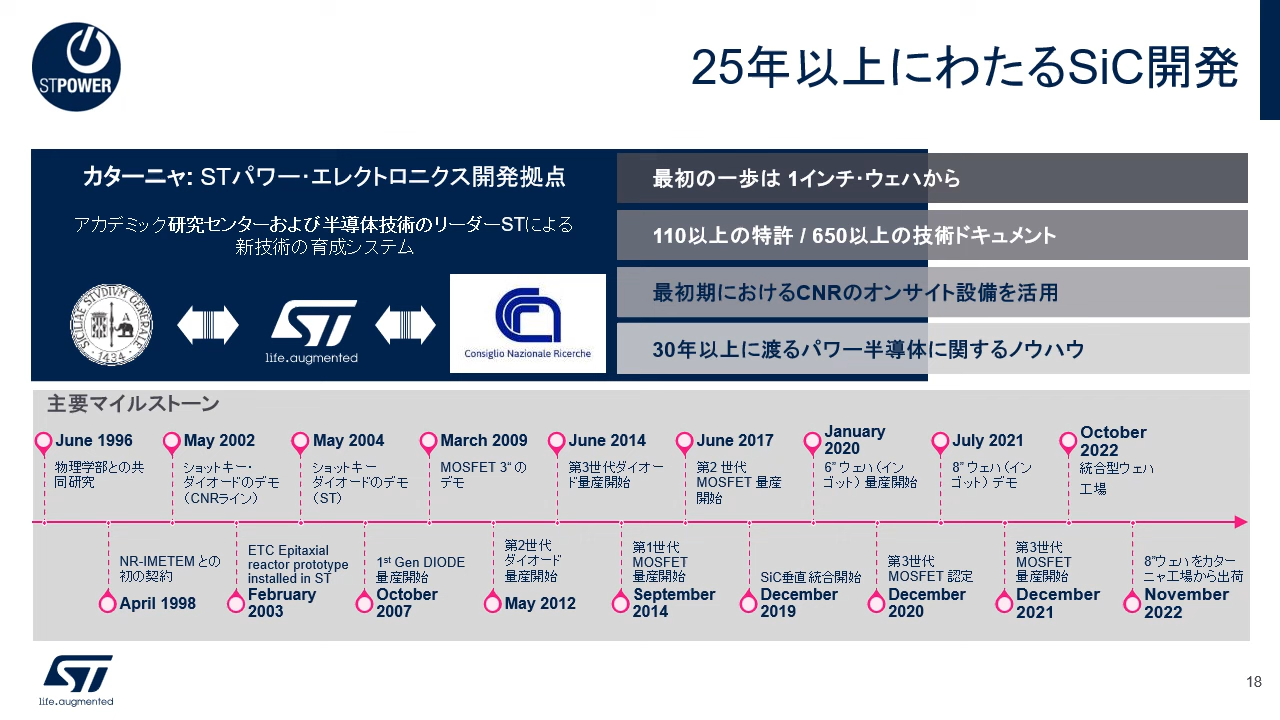 STPOWER
25年以上にわたるSiC開発
カターニャ: STパワー・エレクトロニクス開発拠点
アカデミック研究センターおよび半導体技術のリーダーSTによる
新技術の育成システム
SICILIAE STVDIVM GENERALE
1434
ST
life.augmented
Consiglio Nazionale Ricerche
最初の一歩は 1インチ・ウェハから
110以上の特許 / 650以上の技術ドキュメント
最初期におけるCNRのオンサイト設備を活用
30年以上に渡るパワー半導体に関するノウハウ
主要マイルストーン
June 1996
物理学部との共
同研究
May 2002
ショットキー・
ダイオードのデモ
（CNRライン）
May 2004
ショットキー
ダイオードのデモ
（ST）
March 2009
MOSFET 3“ の
デモ
June 2014
第3世代ダイオー
ド量産開始
June 2017
第2 世代
MOSFET 量産
開始
January
2020
6” ウェハ（イン
ゴット） 量産開始
July 2021
8” ウェハ（イン
ゴット） デモ
October
2022
統合型ウェハ
工場
NR-IMETEM との
初の契約
April 1998
ETC Epitaxial
reactor prototype
installed in ST
February
2003
1st Gen DIODE
量産開始
October
2007
第2世代
ダイオード
量産開始
May 2012
第1世代
MOSFET
量産開始
September
2014
SiC垂直統合開始
December
2019
第3世代
MOSFET 認定
December
2020
第3世代
MOSFET
量産開始
December
2021
8”ウェハをカター
ニャ工場から出荷
November
2022
ST
life.augmented
18